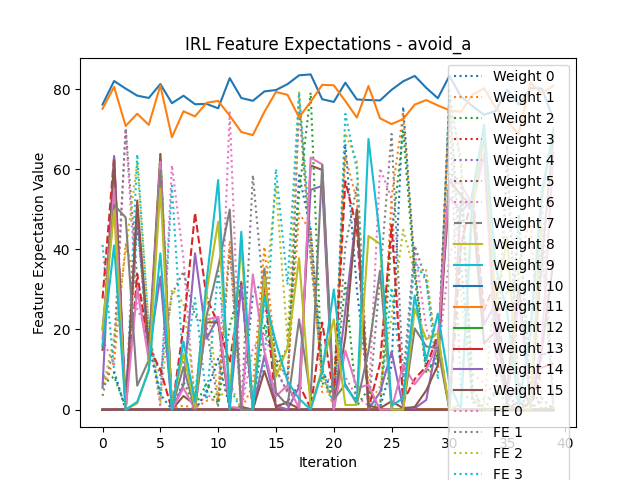 IRL Feature Expectations - avoid_a
Feature Expectation Value
80
60
40
20
0
0
5
10
15
20
25
30
35
40
Iteration
Weight 0
Weight 1
Weight 2
Weight 3
Weight 4
Weight 5
Weight 6
Weight 7
Weight 8
Weight 9
Weight 10
Weight 11
Weight 12
Weight 13
Weight 14
Weight 15
FE 0
FE 1
FE 2
FE 3